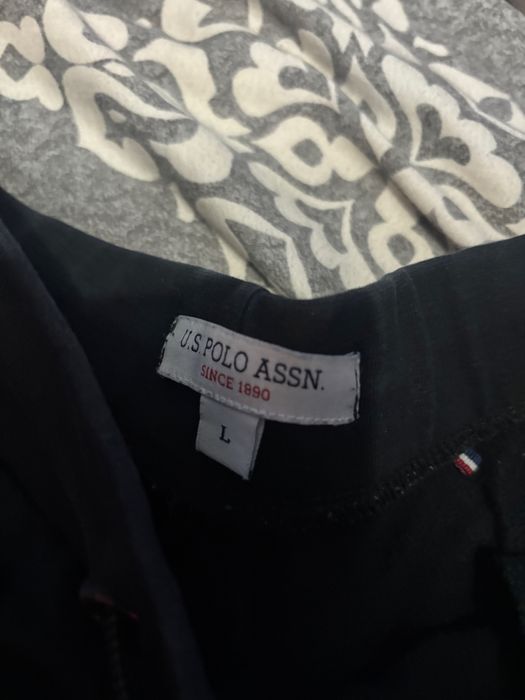 U.S. POLO ASSN.
SINCE 1890
L